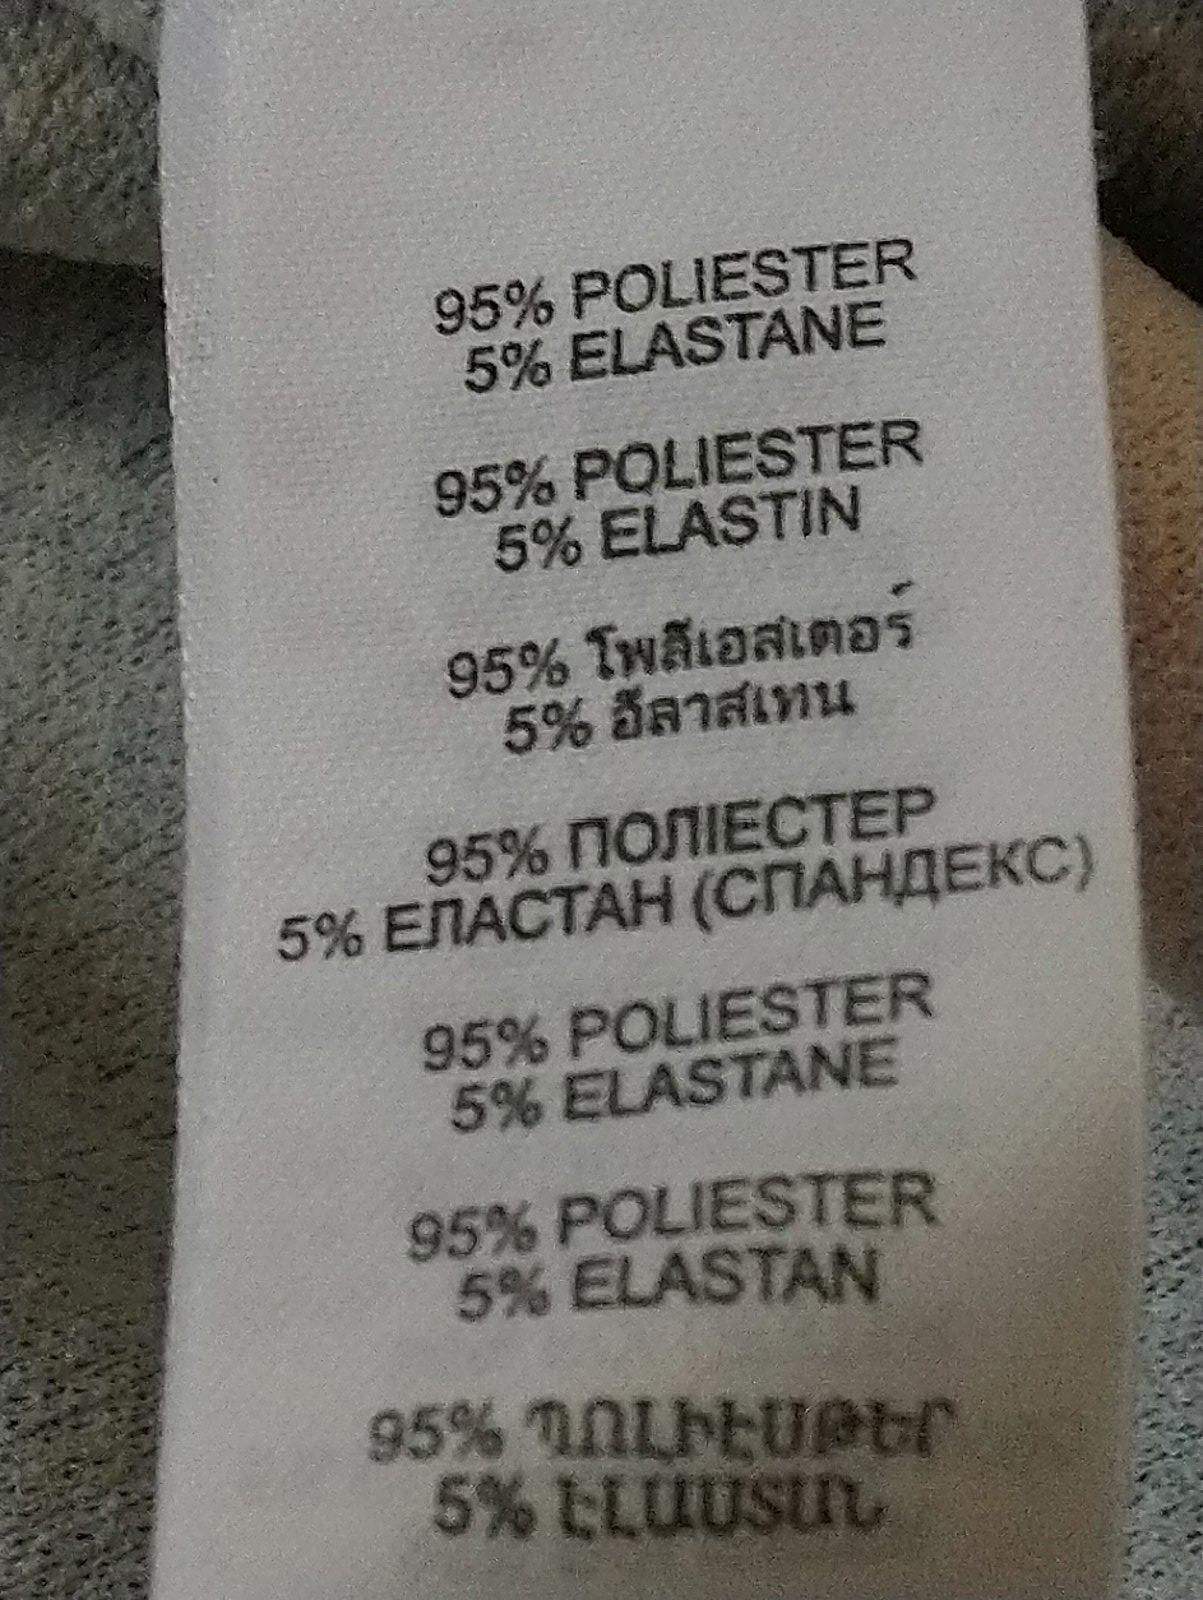 95% POLIESTER
5% ELASTANE
95% POLIESTER
5% ELASTIN
95% โพลีเอสเตอร์
5% อีลาสเทน
95% ПОЛІЕСТЕР
5% ЕЛАСТАН (СПАНДЕКС)
95% POLIESTER
5% ELASTANE
95% POLIESTER
5% ELASTAN
95% ՊՈԼԻԷՍԹԵՐ
5% ԷԼԱՍՏԱՆ